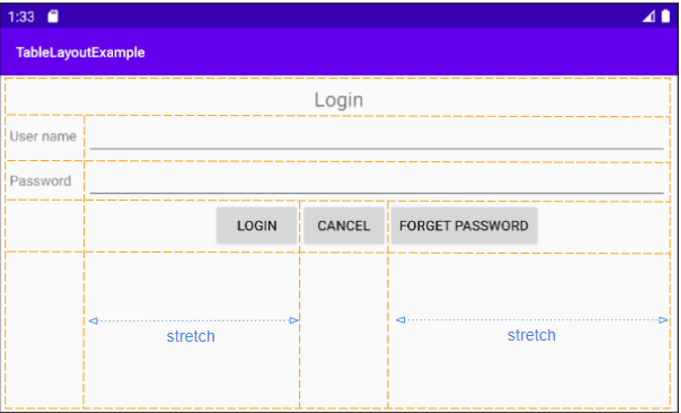 1:33
TableLayoutExample
Login
User name
Password
LOGIN CANCEL FORGET PASSWORD
stretch stretch